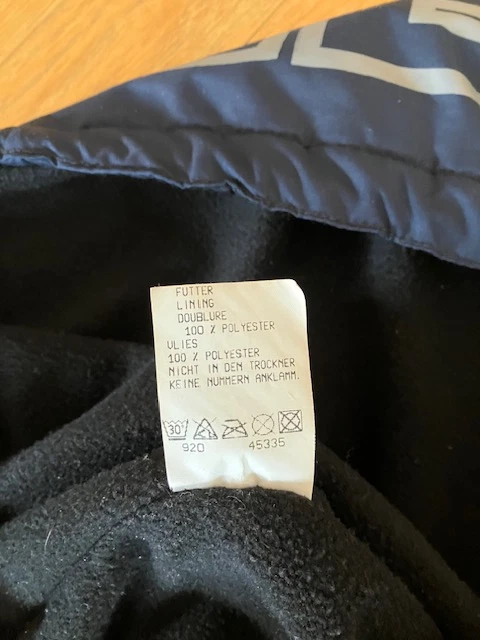 FUTTER
LINING
DOUBLURE
100 % POLYESTER
VLIES
100 % POLYESTER
NICHT IN DEN TROCKNER
KEINE NUMMERN ANKLAMM.
30°
920 45335